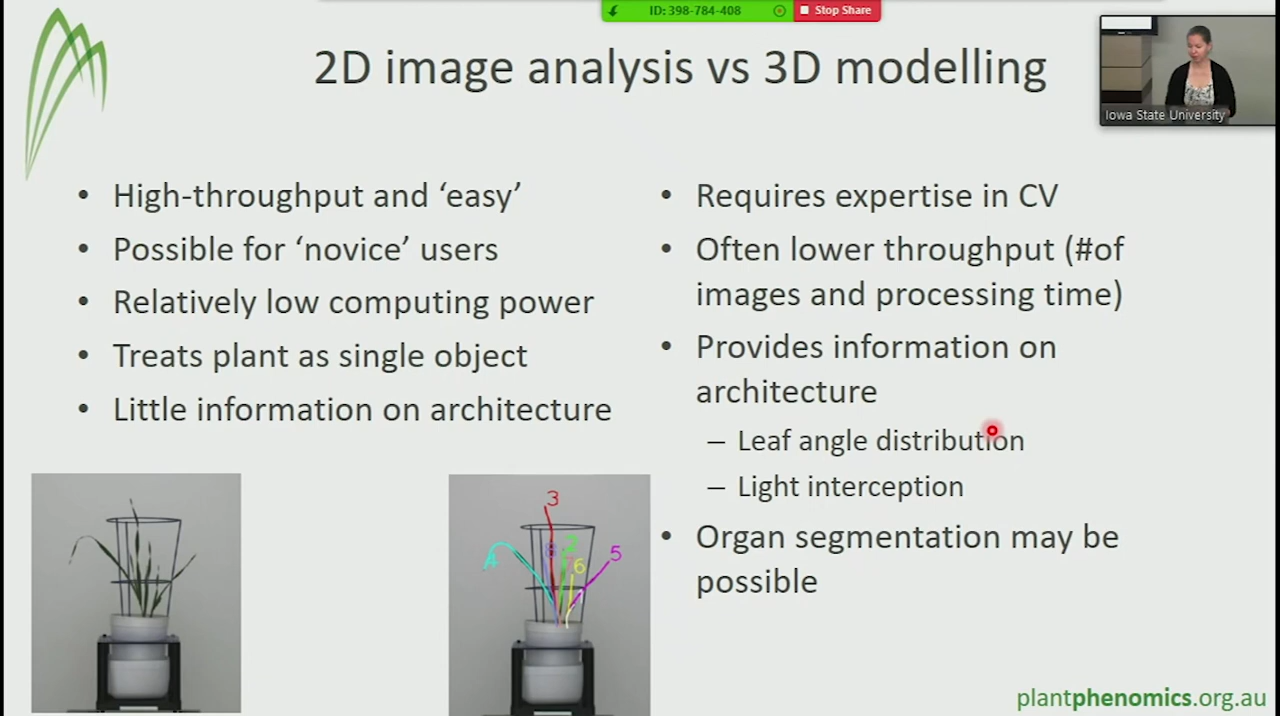 ID: 398-784-408
Stop Share
2D image analysis vs 3D modelling
Iowa State University
• High-throughput and ‘easy’
• Possible for ‘novice’ users
• Relatively low computing power
• Treats plant as single object
• Little information on architecture
• Requires expertise in CV
• Often lower throughput (#of
images and processing time)
• Provides information on
architecture
– Leaf angle distribution
– Light interception
• Organ segmentation may be
possible
3
8
5
6
plantphenomics.org.au